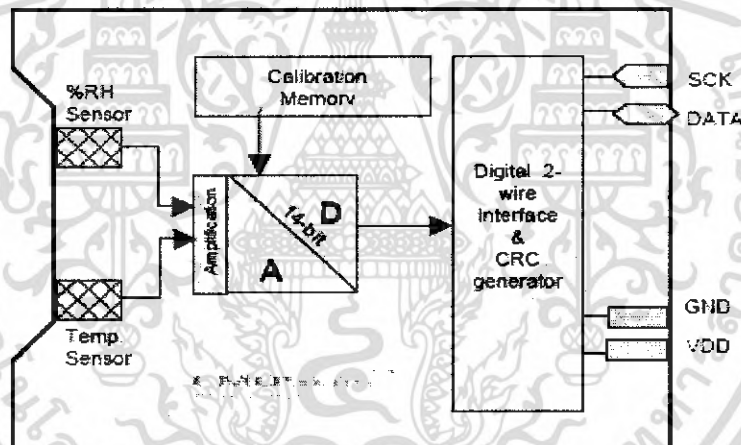 %RH
Sensor
Calibration
Memory
SCK
DATA
Digital 2-
wire
Interface
&
CRC
generator
Amplification
14-bit
D
A
GND
VDD
Temp
Sensor